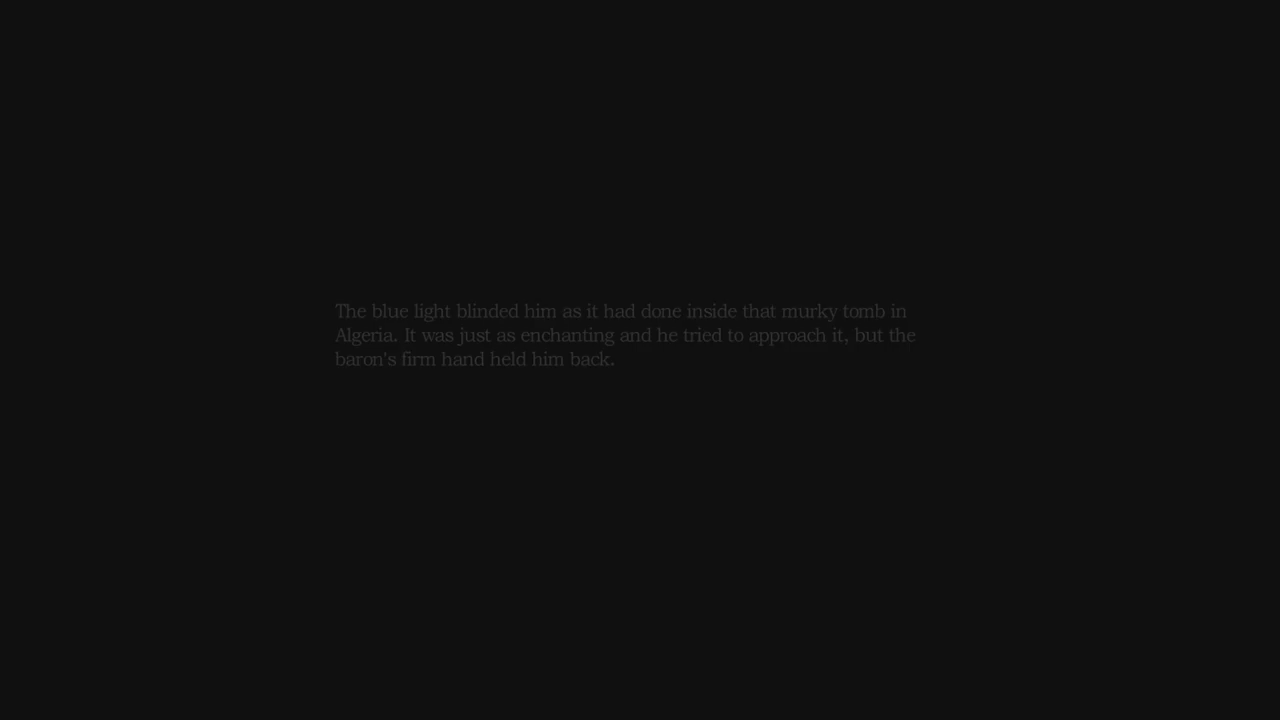 The blue light blinded him as it had done inside that murky tomb in
Algeria. It was just as enchanting and he tried to approach it, but the
baron's firm hand held him back.